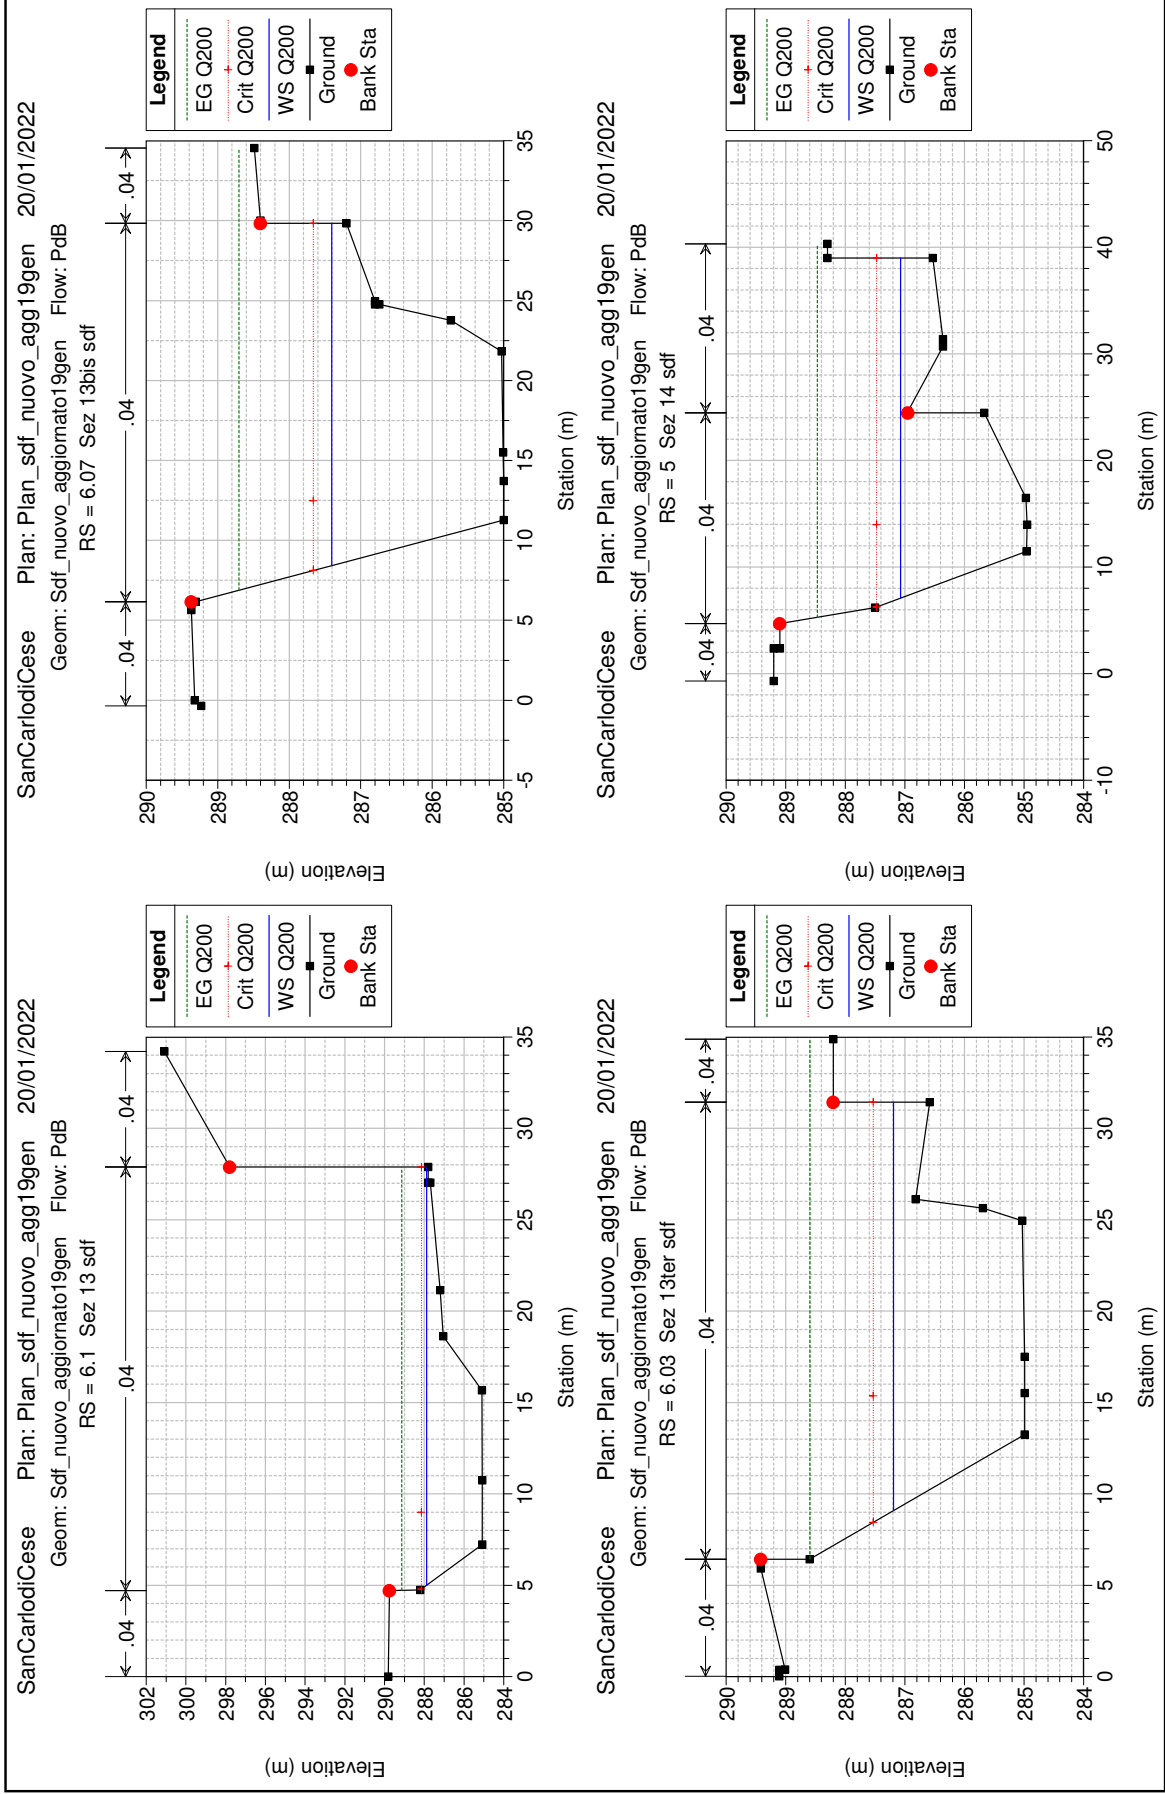 SanCarlodiCese Plan: Plan_sdf_nuovo_agg19gen 20/01/2022
Geom: Sdf_nuovo_aggiornato19gen Flow: PdB
RS = 6.1 Sez 13 sdf
.04 .04 .04
302
300
298
296
294
292
290
288
286
284
Elevation (m)
0 5 10 15 20 25 30 35
Station (m)
Legend
EG Q200
Crit Q200
WS Q200
Ground
Bank Sta
SanCarlodiCese Plan: Plan_sdf_nuovo_agg19gen 20/01/2022
Geom: Sdf_nuovo_aggiornato19gen Flow: PdB
RS = 6.07 Sez 13bis sdf
.04 .04 .04
290
289
288
287
286
285
Elevation (m)
-5 0 5 10 15 20 25 30 35
Station (m)
Legend
EG Q200
Crit Q200
WS Q200
Ground
Bank Sta
SanCarlodiCese Plan: Plan_sdf_nuovo_agg19gen 20/01/2022
Geom: Sdf_nuovo_aggiornato19gen Flow: PdB
RS = 6.03 Sez 13ter sdf
.04 .04 .04
290
289
288
287
286
285
284
Elevation (m)
0 5 10 15 20 25 30 35
Station (m)
Legend
EG Q200
Crit Q200
WS Q200
Ground
Bank Sta
SanCarlodiCese Plan: Plan_sdf_nuovo_agg19gen 20/01/2022
Geom: Sdf_nuovo_aggiornato19gen Flow: PdB
RS = 5 Sez 14 sdf
.04 .04 .04
290
289
288
287
286
285
284
Elevation (m)
-10 0 10 20 30 40 50
Station (m)
Legend
EG Q200
Crit Q200
WS Q200
Ground
Bank Sta